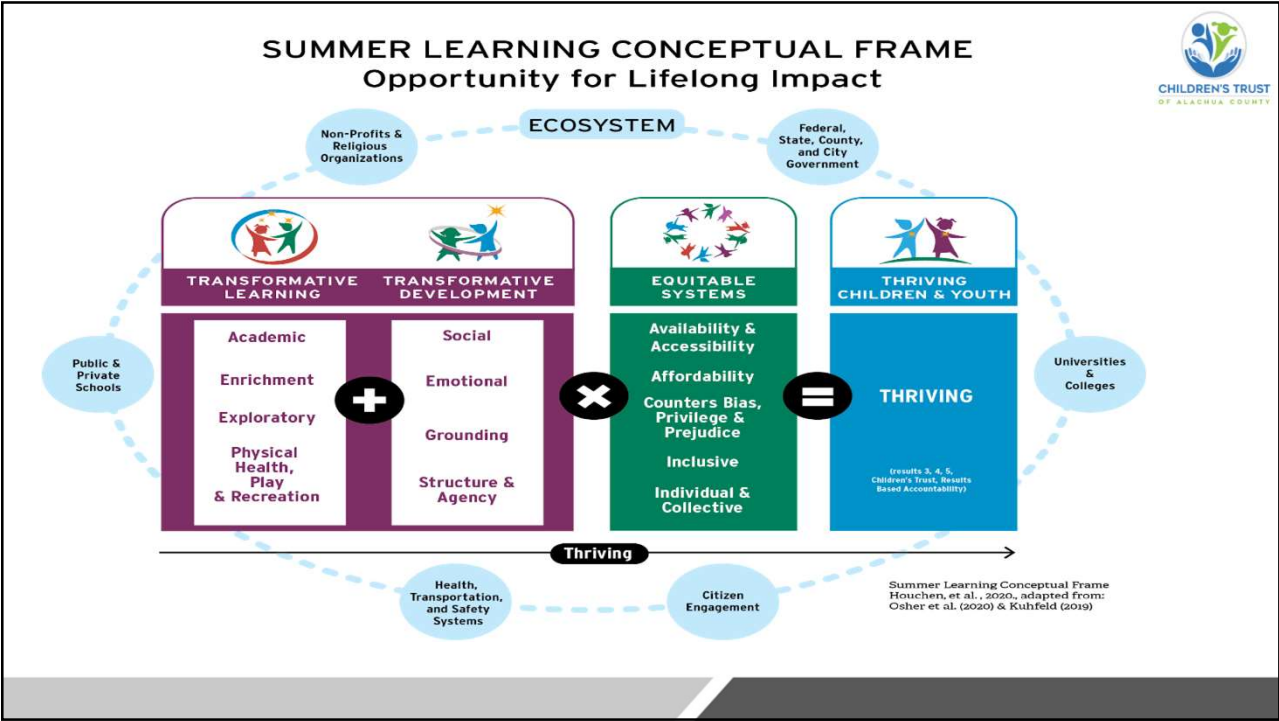 SUMMER LEARNING CONCEPTUAL FRAME
Opportunity for Lifelong Impact
CHILDREN'S TRUST
OF ALACHUA COUNTY
ECOSYSTEM
Non-Profits &
Religious
Organizations
Federal,
State, County,
and City
Government
TRANSFORMATIVE
LEARNING
TRANSFORMATIVE
DEVELOPMENT
EQUITABLE
SYSTEMS
THRIVING
CHILDREN & YOUTH
Public &
Private
Schools
Academic
Enrichment
Exploratory
Physical
Health,
Play
& Recreation
+
Social
Emotional
Grounding
Structure &
Agency
×
Availability &
Accessibility
Affordability
Counters Bias,
Privilege &
Prejudice
Inclusive
Individual &
Collective
=
THRIVING
(results 3, 4, 5,
Children's Trust, Results
Based Accountability)
Universities
&
Colleges
Thriving
Health,
Transportation,
and Safety
Systems
Citizen
Engagement
Summer Learning Conceptual Frame
Houchen, et al. , 2020., adapted from:
Osher et al. (2020) & Kuhfeld (2019)